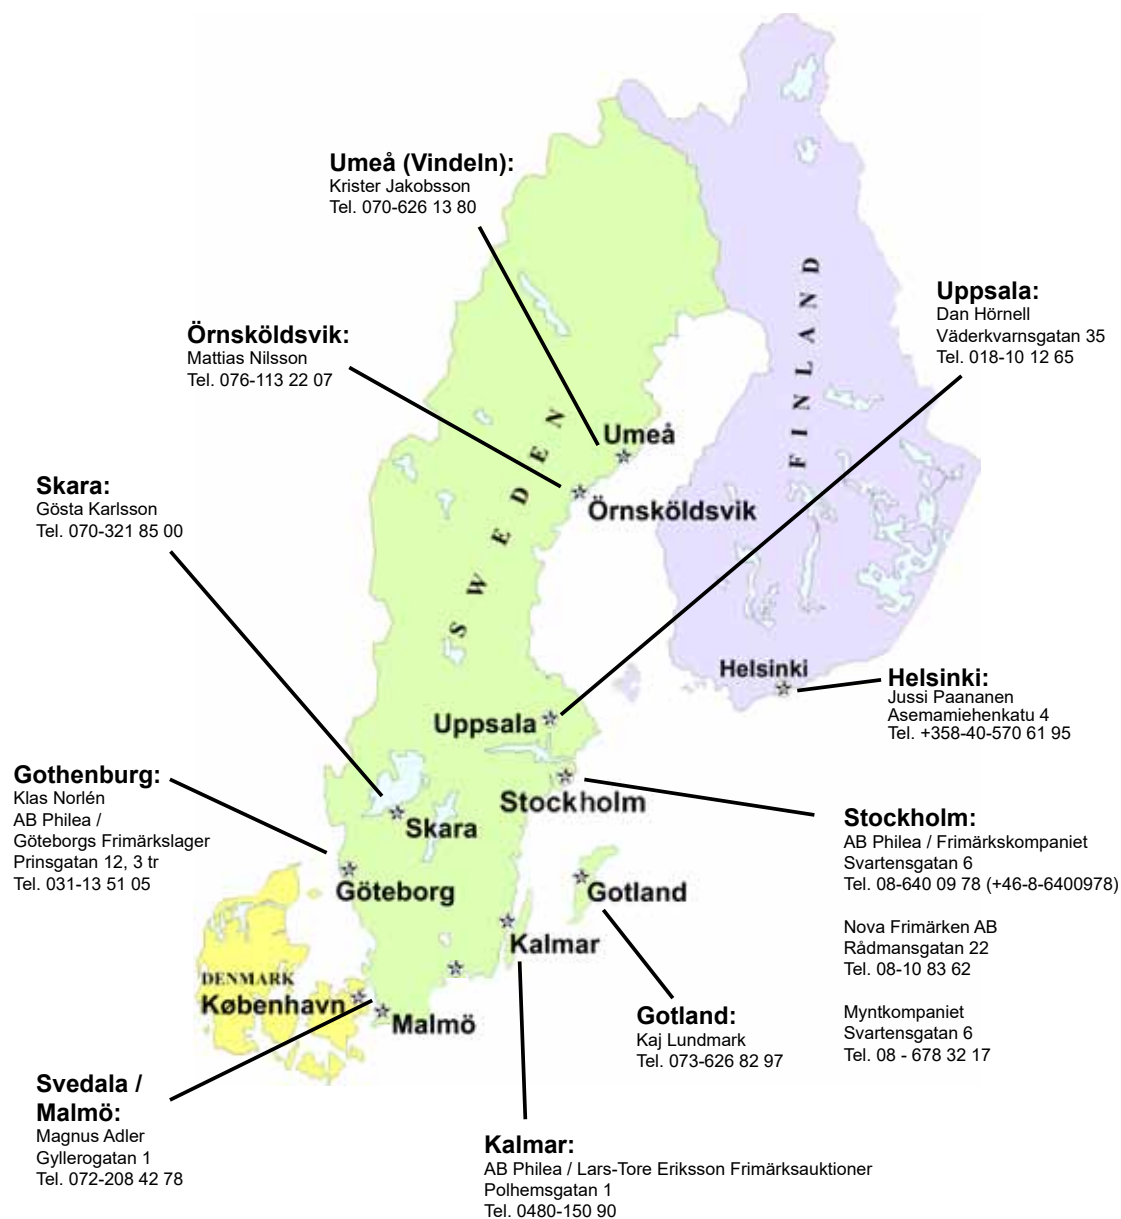 Umeå (Vindeln):
Krister Jakobsson
Tel. 070-626 13 80
Uppsala:
Dan Hörnell
Väderkvarnsgatan 35
Tel. 018-10 12 65
Örnsköldsvik:
Mattias Nilsson
Tel. 076-113 22 07
FINLAND
SWEDEN
Umeå
Örnsköldsvik
Skara:
Gösta Karlsson
Tel. 070-321 85 00
Helsinki
Helsinki:
Jussi Paananen
Asemamiehenkatu 4
Tel. +358-40-570 61 95
Uppsala
Stockholm
Gothenburg:
Klas Norlén
AB Philea /
Göteborgs Frimärkslager
Prinsgatan 12, 3 tr
Tel. 031-13 51 05
Skara
Göteborg
Gotland
Kalmar
Stockholm:
AB Philea / Frimärkskompaniet
Svartensgatan 6
Tel. 08-640 09 78 (+46-8-6400978)
Nova Frimärken AB
Rådmansgatan 22
Tel. 08-10 83 62
Myntkompaniet
Svartensgatan 6
Tel. 08 - 678 32 17
DENMARK
København
Malmö
Gotland:
Kaj Lundmark
Tel. 073-626 82 97
Svedala /
Malmö:
Magnus Adler
Gyllerogatan 1
Tel. 072-208 42 78
Kalmar:
AB Philea / Lars-Tore Eriksson Frimärksauktioner
Polhemsgatan 1
Tel. 0480-150 90